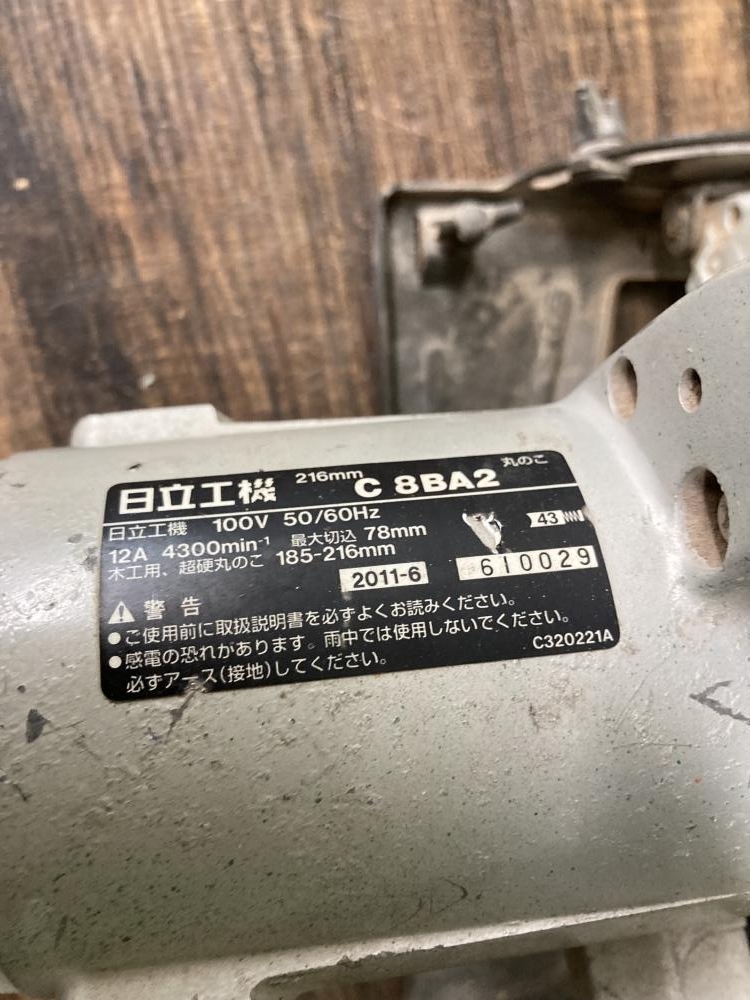 日立工機 216mm C 8BA2 丸のこ
日立工機 100V 50/60Hz
12A 4300min⁻¹ 最大切込 78mm
木工用、超硬丸のこ 185-216mm
43
2011-6 610029
警告
●ご使用前に取扱説明書を必ずよくお読みください。
●感電の恐れがあります。雨中では使用しないでください。
必ずアース(接地)してください。
C320221A